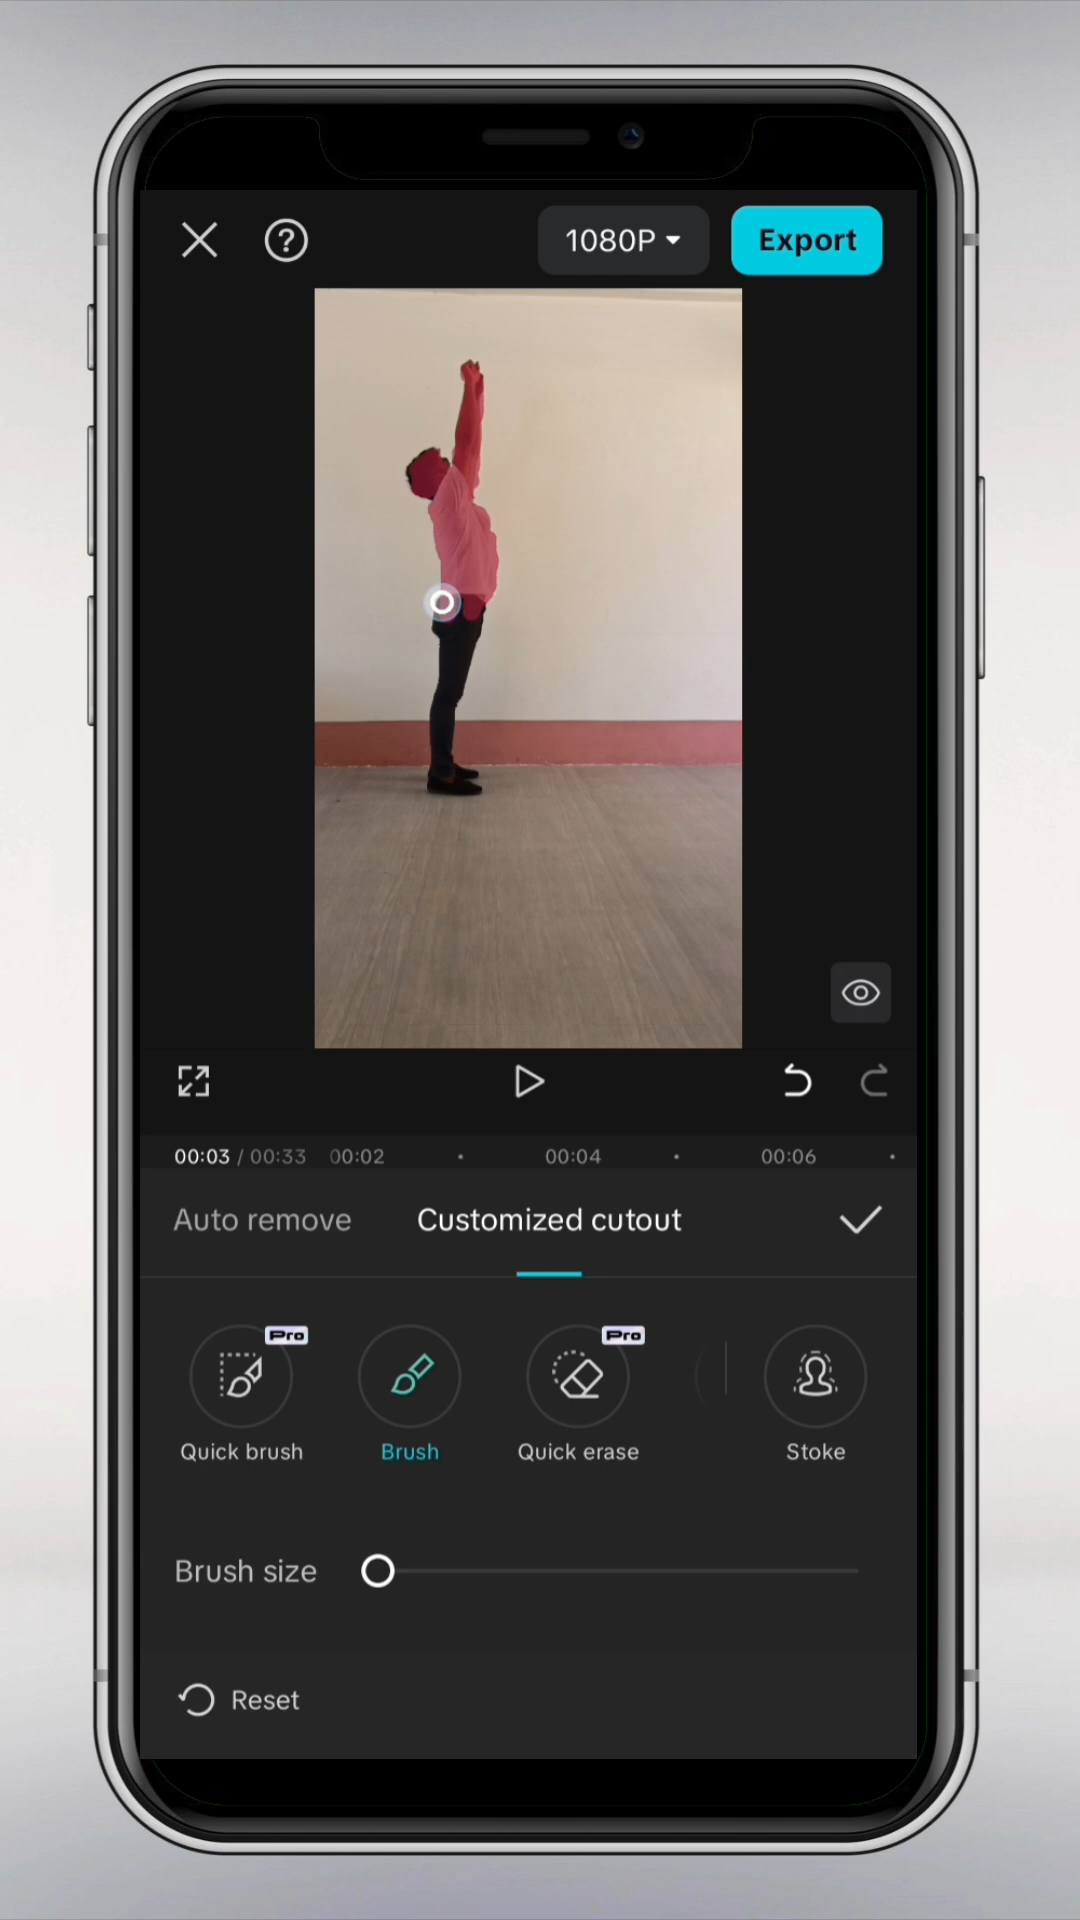 1080P Export
00:03 / 00:33 00:02 00:04 00:06
Auto remove Customized cutout
Pro Pro
Quick brush Brush Quick erase Stoke
Brush size
Reset